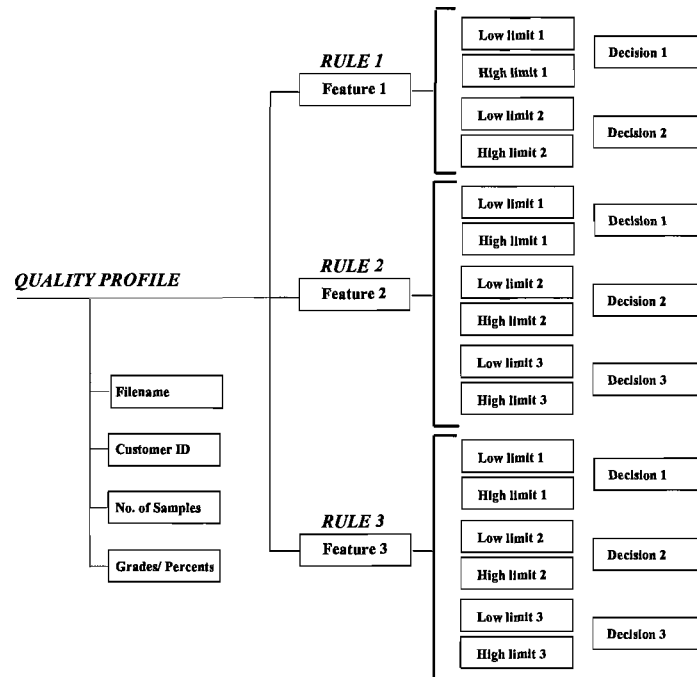 QUALITY PROFILE
Filename
Customer ID
No. of Samples
Grades/ Percents
RULE 1
Feature 1
Low limit 1
High limit 1
Decision 1
Low limit 2
High limit 2
Decision 2
RULE 2
Feature 2
Low limit 1
High limit 1
Decision 1
Low limit 2
High limit 2
Decision 2
Low limit 3
High limit 3
Decision 3
RULE 3
Feature 3
Low limit 1
High limit 1
Decision 1
Low limit 2
High limit 2
Decision 2
Low limit 3
High limit 3
Decision 3